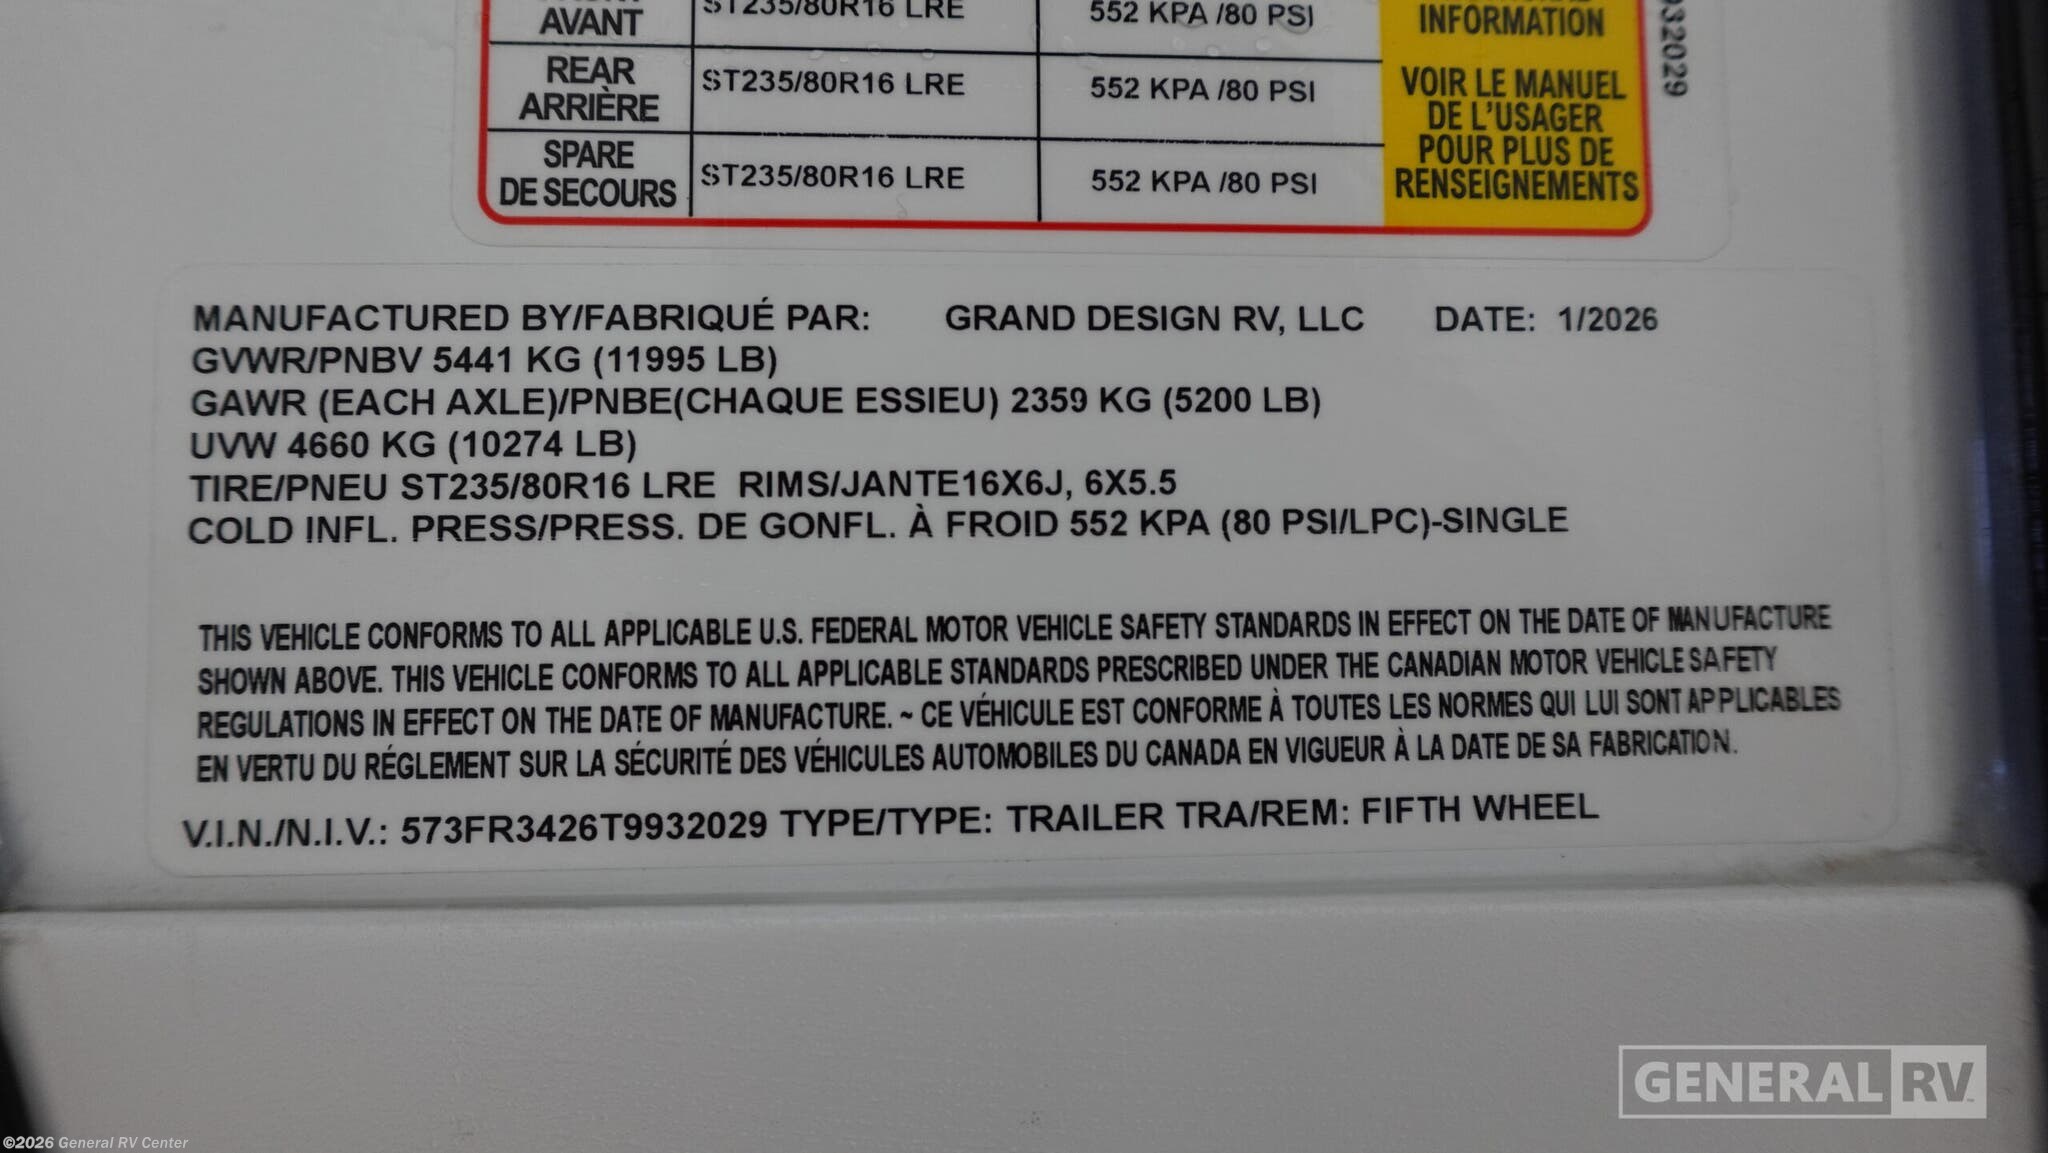 AVANT
ST235/80R16 LRE
552 KPA /80 PSI
INFORMATION
REAR
ARRIÈRE
ST235/80R16 LRE
552 KPA /80 PSI
SPARE
DE SECOURS
ST235/80R16 LRE
552 KPA /80 PSI
VOIR LE MANUEL
DE L'USAGER
POUR PLUS DE
RENSEIGNEMENTS
932029
MANUFACTURED BY/FABRIQUÉ PAR: GRAND DESIGN RV, LLC DATE: 1/2026
GVWR/PNBV 5441 KG (11995 LB)
GAWR (EACH AXLE)/PNBE(CHAQUE ESSIEU) 2359 KG (5200 LB)
UVW 4660 KG (10274 LB)
TIRE/PNEU ST235/80R16 LRE RIMS/JANTE16X6J, 6X5.5
COLD INFL. PRESS/PRESS. DE GONFL. À FROID 552 KPA (80 PSI/LPC)-SINGLE
THIS VEHICLE CONFORMS TO ALL APPLICABLE U.S. FEDERAL MOTOR VEHICLE SAFETY STANDARDS IN EFFECT ON THE DATE OF MANUFACTURE
SHOWN ABOVE. THIS VEHICLE CONFORMS TO ALL APPLICABLE STANDARDS PRESCRIBED UNDER THE CANADIAN MOTOR VEHICLE SAFETY
REGULATIONS IN EFFECT ON THE DATE OF MANUFACTURE. ~ CE VÉHICULE EST CONFORME À TOUTES LES NORMES QUI LUI SONT APPLICABLES
EN VERTU DU RÉGLEMENT SUR LA SÉCURITÉ DES VÉHICULES AUTOMOBILES DU CANADA EN VIGUEUR À LA DATE DE SA FABRICATION.
V.I.N./N.I.V.: 573FR3426T9932029 TYPE/TYPE: TRAILER TRA/REM: FIFTH WHEEL
GENERAL RV
©2026 General RV Center